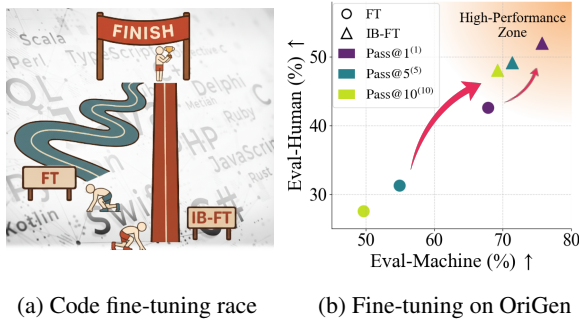 FINISH
Scala
TypeScript
Perl
Delphi
QL
Matlab
Ruby
C
PHP
JavaScript
Rust
FT
Swift
Kotlin
IB-FT
(a) Code fine-tuning race
FT
IB-FT
Pass@1⁽¹⁾
Pass@5⁽⁵⁾
Pass@10⁽¹⁰⁾
High-Performance
Zone
Eval-Human (%) ↑
50
40
30
50
60
70
80
Eval-Machine (%) ↑
(b) Fine-tuning on OriGen